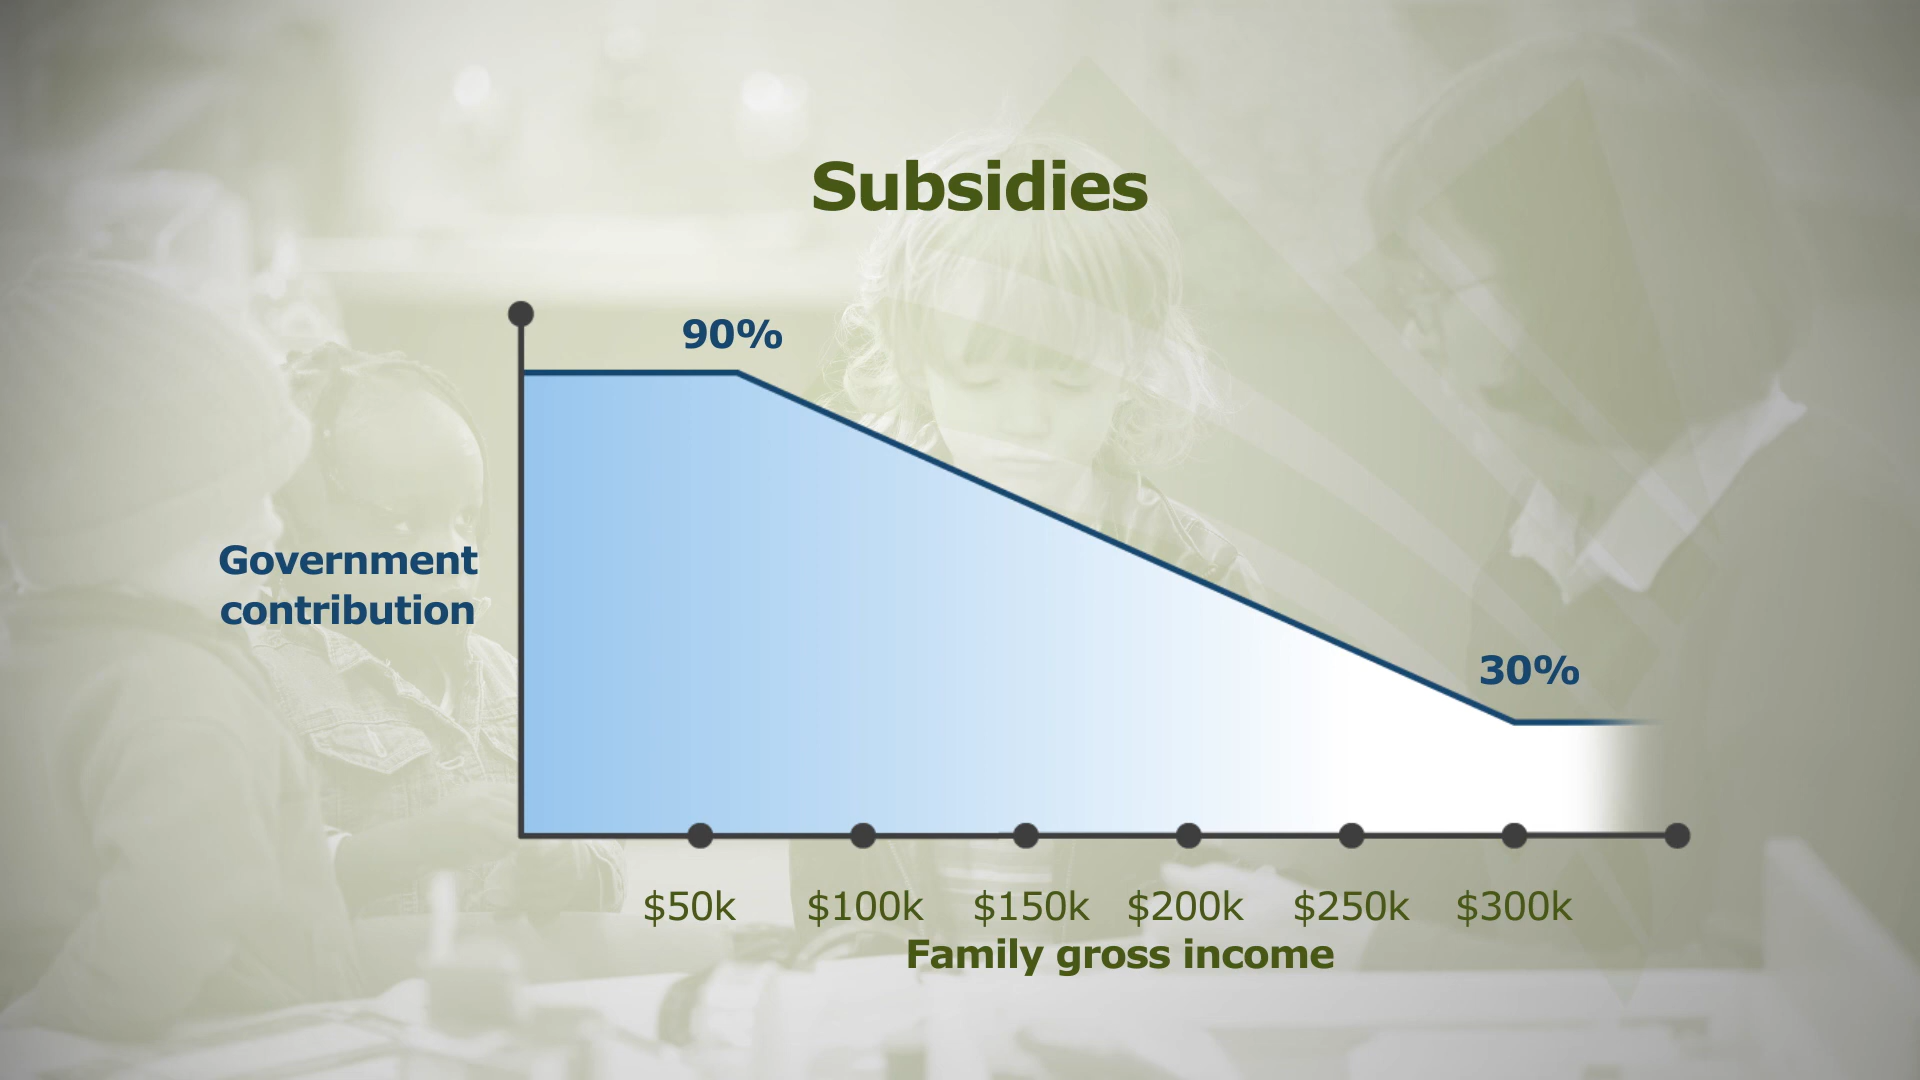 Subsidies
90%
Government
contribution
30%
$50k $100k $150k $200k $250k $300k
Family gross income